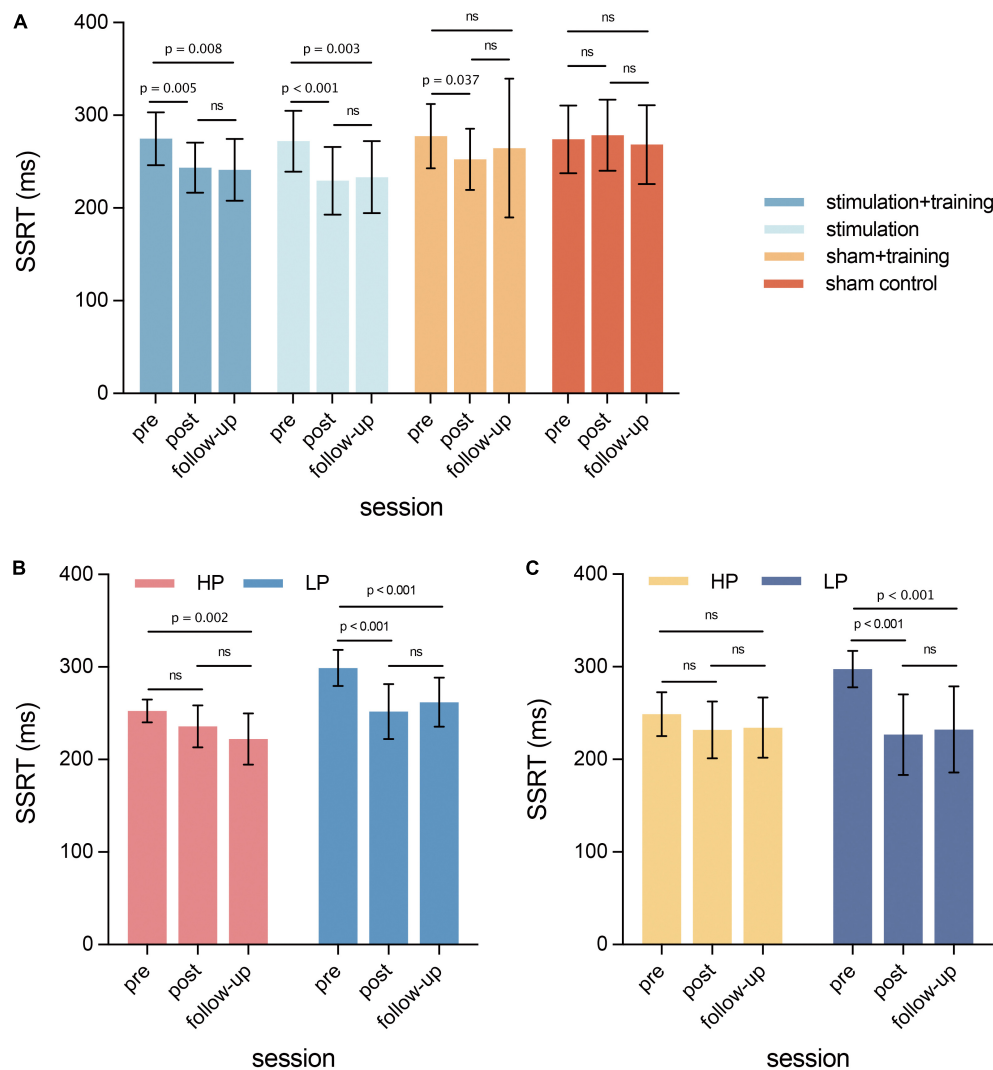 A
400
300
200
100
0
SSRT (ms)
p = 0.008
p = 0.005
ns
p = 0.003
p < 0.001
ns
ns
ns
p = 0.037
ns
ns
ns
pre
post
follow-up
pre
post
follow-up
pre
post
follow-up
pre
post
follow-up
session
stimulation+training
stimulation
sham+training
sham control
B
HP
LP
400
300
200
100
0
SSRT (ms)
p = 0.002
ns
ns
p < 0.001
p < 0.001
ns
pre
post
follow-up
pre
post
follow-up
session
C
HP
LP
400
300
200
100
0
SSRT (ms)
ns
ns
ns
p < 0.001
p < 0.001
ns
pre
post
follow-up
pre
post
follow-up
session